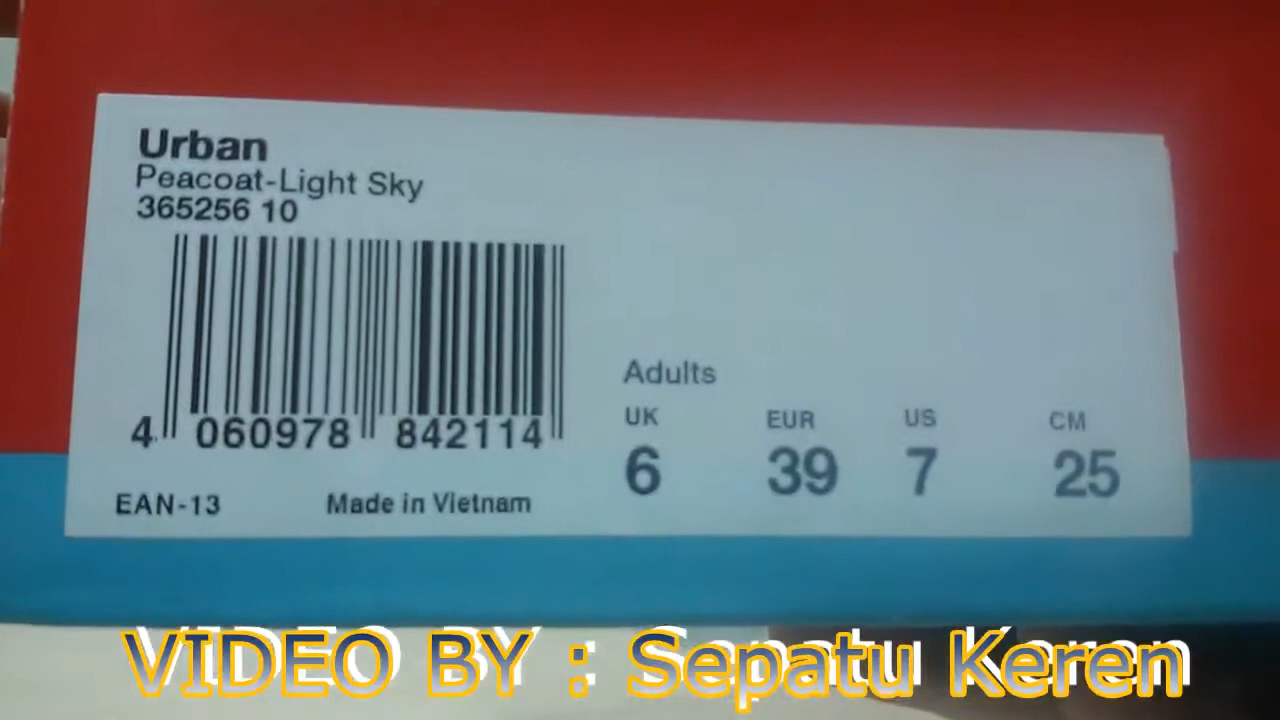 Urban
Peacoat-Light Sky
365256 10
4 060978 842114
EAN-13 Made in Vietnam
Adults
UK EUR US CM
6 39 7 25
VIDEO BY : Sepatu Keren